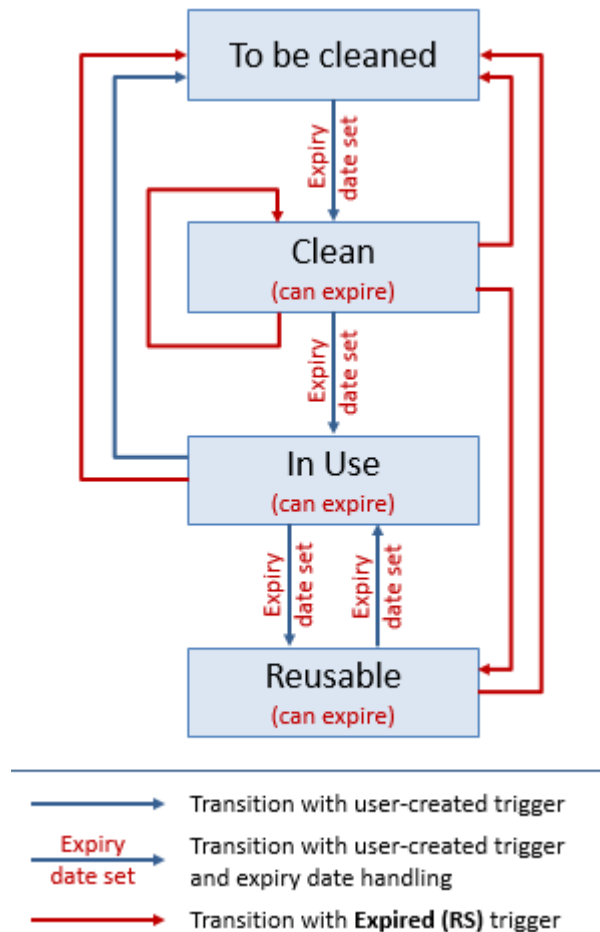 To be cleaned
Expiry
date set
Clean
(can expire)
Expiry
date set
In Use
(can expire)
Expiry
date set
Expiry
date set
Reusable
(can expire)
Transition with user-created trigger
Expiry
date set
Transition with user-created trigger
and expiry date handling
Transition with Expired (RS) trigger